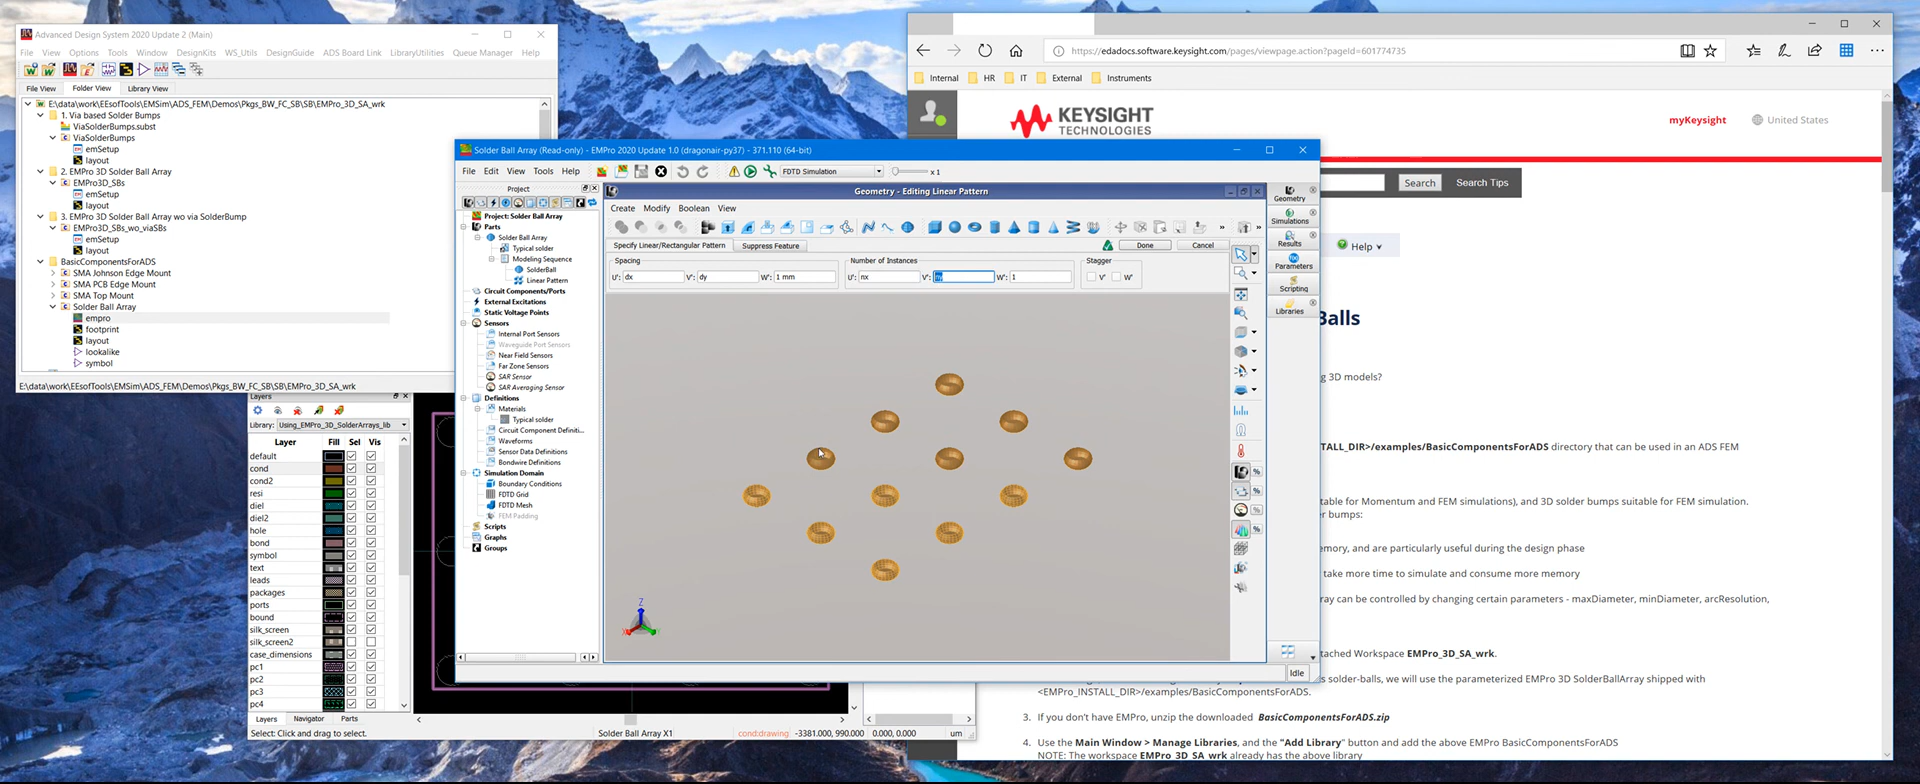 Advanced Design System 2020 Update 2 (Main)
File View Options Tools Window DesignKits WS_Utils DesignGuide ADS Board Link LibraryUtilities Queue Manager Help
File View Folder View Library View
E:\data\work\EEsofTools\EMSim\ADS_FEM\Demos\Pkgs_BW_FC_SB\SB\EMPro_3D_SA_wrk
1. Via based Solder Bumps
ViaSolderBumps.subst
ViaSolderBumps
emSetup
layout
2. EMPro 3D Solder Array
EMPro3D_SBs
emSetup
layout
3. EMPro 3D Solder Array wo via SolderBump
EMPro3D_SBs_wo_viaSBs
emSetup
layout
BasicComponentsForADS
SMA Johnson Edge Mount
SMA PCB Edge Mount
SMA Top Mount
Solder Ball Array
empro
footprint
layout
lookalike
symbol
E:\data\work\EEsofTools\EMSim\ADS_FEM\Demos\Pkgs_BW_FC_SB\SB\EMPro_3D_SA_wrk
Layers
Library: Using_EMPro_3D_SolderArrays_lib
Layer Fill Sel Vis
default
cond
cond2
resi
diel
diel2
hole
bond
symbol
text
leads
packages
ports
bound
silk_screen
silk_screen2
case_dimensions
pc1
pc2
pc3
pc4
Layers Navigator Parts
Select: Click and drag to select.
Solder Ball Array X1 cond:drawing -3381.000, 990.000 0.000, 0.000 um
Solder Ball Array (Read-only) - EMPro 2020 Update 1.0 (dragonair-py37) - 371.110 (64-bit)
File Edit View Tools Help
FDTD Simulation
x 1
Project
Project: Solder Ball Array
Parts
Solder Ball Array
Typical solder
Modeling Sequence
SolderBall
Linear Pattern
Circuit Components/Ports
External Excitations
Static Voltage Points
Sensors
Internal Port Sensors
Waveguide Port Sensors
Near Field Sensors
Far Zone Sensors
SAR Sensor
SAR Averaging Sensor
Definitions
Materials
Typical solder
Circuit Component Definiti...
Waveforms
Sensor Data Definitions
Bondwire Definitions
Simulation Domain
Boundary Conditions
FDTD Grid
FDTD Mesh
FEM Padding
Scripts
Graphs
Groups
Geometry - Editing Linear Pattern
Create Modify Boolean View
» »
Specify Linear/Rectangular Pattern Suppress Feature Done Cancel
Spacing Number of Instances Stagger
U': dx V': dy W': 1 mm U': nx V': ny W': 1 V' W'
Z
Geometry
Simulations
Results
Parameters
Scripting
Libraries
Idle
https://edadocs.software.keysight.com/pages/viewpage.action?pageId=601774735
Internal HR IT External Instruments
KEYSIGHT
TECHNOLOGIES
myKeysight United States
Search Search Tips
Help
Balls
g 3D models?
TALL_DIR>/examples/BasicComponentsForADS directory that can be used in an ADS FEM
table for Momentum and FEM simulations), and 3D solder bumps suitable for FEM simulation.
er bumps:
emory, and are particularly useful during the design phase
take more time to simulate and consume more memory
ray can be controlled by changing certain parameters - maxDiameter, minDiameter, arcResolution,
tached Workspace EMPro_3D_SA_wrk.
s solder-balls, we will use the parameterized EMPro 3D SolderBallArray shipped with
<EMPro_INSTALL_DIR>/examples/BasicComponentsForADS.
3. If you don't have EMPro, unzip the downloaded BasicComponentsForADS.zip
4. Use the Main Window > Manage Libraries, and the "Add Library" button and add the above EMPro BasicComponentsForADS
NOTE: The workspace EMPro_3D_SA_wrk already has the above library